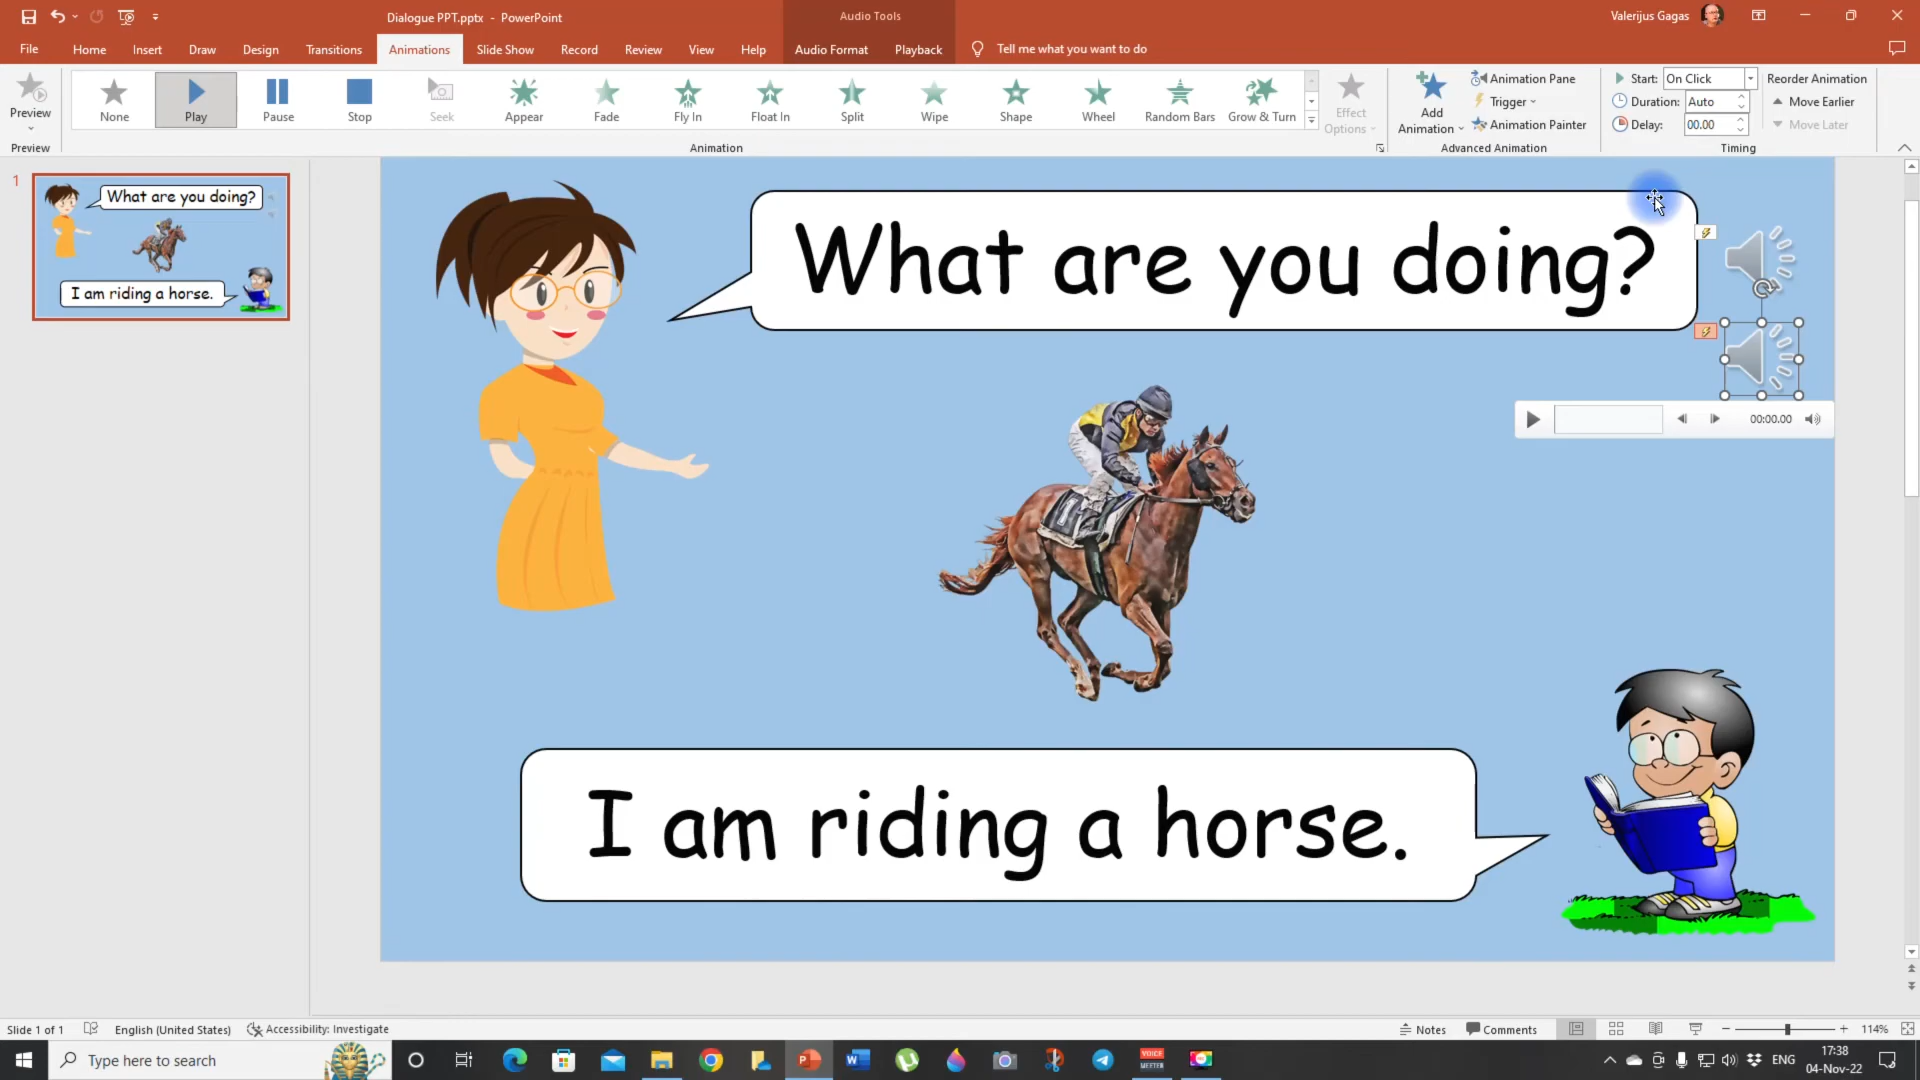 Dialogue PPT.pptx - PowerPoint
Audio Tools
Valerijus Gagas
File Home Insert Draw Design Transitions Animations Slide Show Record Review View Help Audio Format Playback Tell me what you want to do
Preview
None Play Pause Stop Seek Appear Fade Fly In Float In Split Wipe Shape Wheel Random Bars Grow & Turn
Effect Options
Add Animation
Animation Pane
Trigger
Animation Painter
Start: On Click
Duration: Auto
Delay: 00.00
Reorder Animation
Move Earlier
Move Later
Preview Animation Advanced Animation Timing
1
What are you doing?
I am riding a horse.
What are you doing?
00:00.00
1
I am riding a horse.
Slide 1 of 1 English (United States) Accessibility: Investigate Notes Comments 114%
Type here to search
VOICE
MEETER
ENG
17:38
04-Nov-22